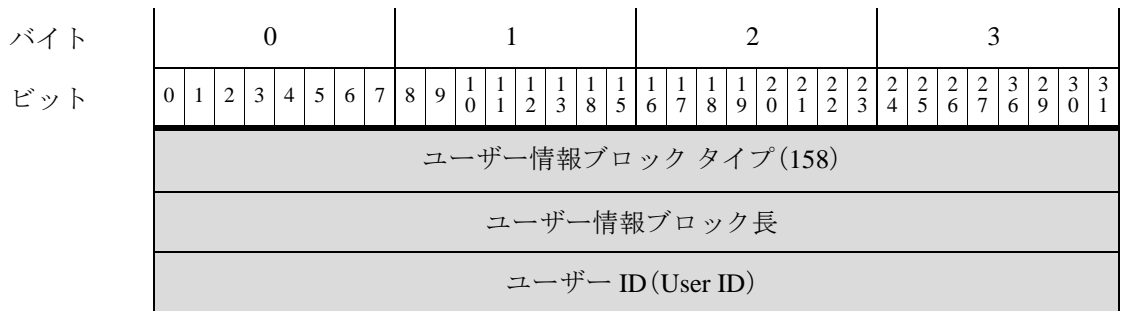 バイト 0 1 2 3
ビット 0 1 2 3 4 5 6 7 8 9 10 11 12 13 18 15 16 17 18 19 20 21 22 23 24 25 26 27 36 29 30 31
ユーザー情報ブロック タイプ(158)
ユーザー情報ブロック長
ユーザー ID(User ID)